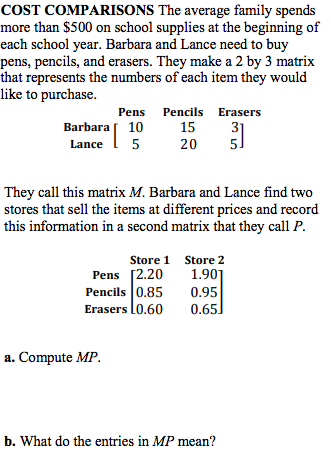 COST COMPARISONS The average family spends
more than $500 on school supplies at the beginning of
each school year. Barbara and Lance need to buy
pens, pencils, and erasers. They make a 2 by 3 matrix
that represents the numbers of each item they would
like to purchase.
Pens Pencils Erasers
Barbara [ 10 15 3 ]
Lance [ 5 20 5 ]
They call this matrix M. Barbara and Lance find two
stores that sell the items at different prices and record
this information in a second matrix that they call P.
Store 1 Store 2
Pens [ 2.20 1.90 ]
Pencils | 0.85 0.95 |
Erasers [ 0.60 0.65 ]
a. Compute MP.
b. What do the entries in MP mean?